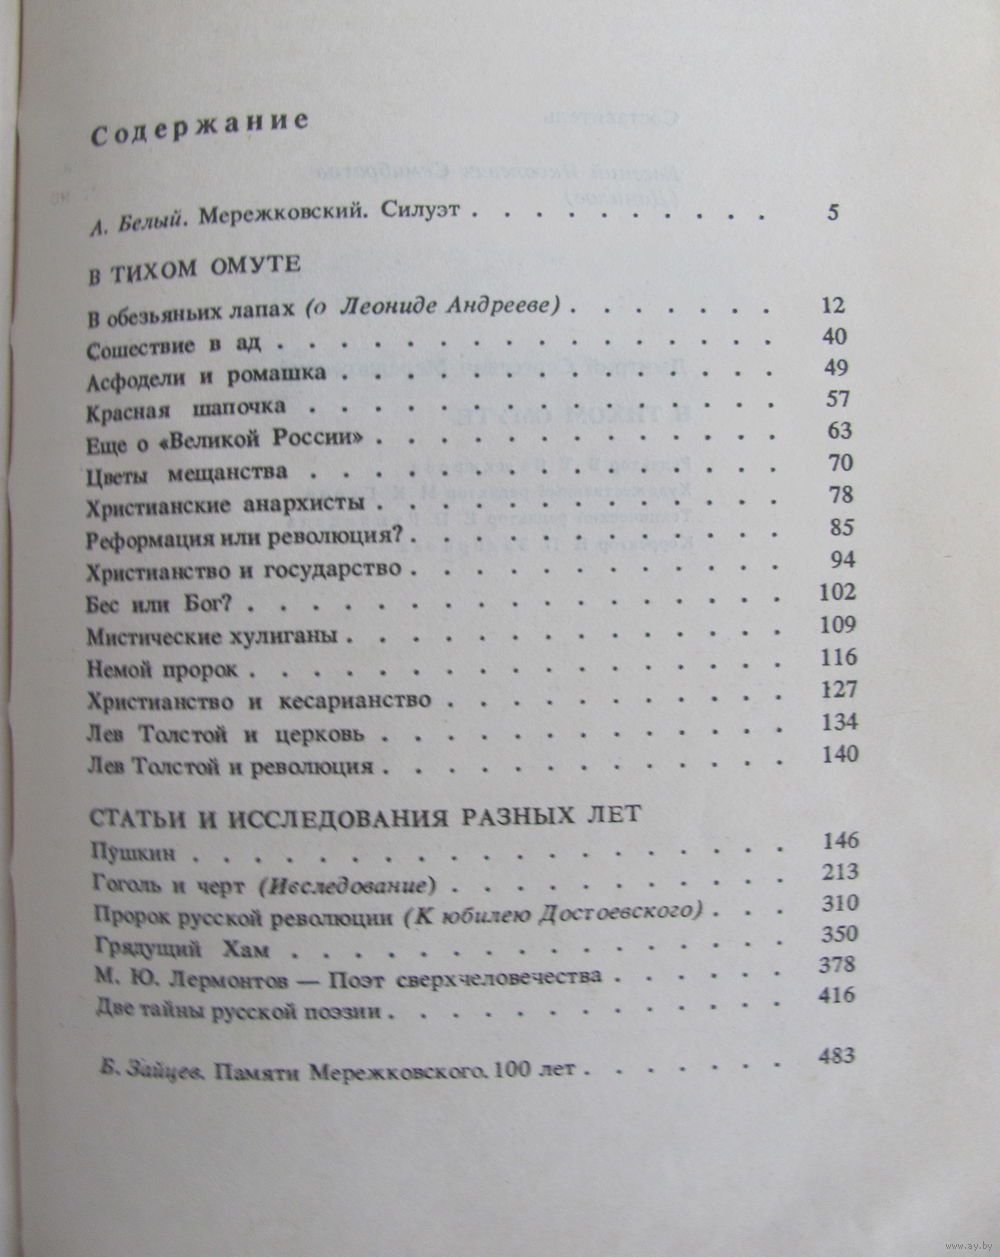 Содержание
А. Белый. Мережковский. Силуэт . . . . . . . . . . 5
В ТИХОМ ОМУТЕ
В обезьяньих лапах (о Леониде Андрееве) . . . . . . . 12
Сошествие в ад . . . . . . . . . . . . . . . . 40
Асфодели и ромашка . . . . . . . . . . . . . . 49
Красная шапочка . . . . . . . . . . . . . . . 57
Еще о «Великой России» . . . . . . . . . . . . . 63
Цветы мещанства . . . . . . . . . . . . . . . 70
Христианские анархисты . . . . . . . . . . . . . 78
Реформация или революция? . . . . . . . . . . . . 85
Христианство и государство . . . . . . . . . . . . 94
Бес или Бог? . . . . . . . . . . . . . . . . . 102
Мистические хулиганы . . . . . . . . . . . . . . 109
Немой пророк . . . . . . . . . . . . . . . . . 116
Христианство и кесарианство . . . . . . . . . . . 127
Лев Толстой и церковь . . . . . . . . . . . . . 134
Лев Толстой и революция . . . . . . . . . . . . . 140
СТАТЬИ И ИССЛЕДОВАНИЯ РАЗНЫХ ЛЕТ
Пушкин . . . . . . . . . . . . . . . . . . . 146
Гоголь и черт (Исследование) . . . . . . . . . . . 213
Пророк русской революции (К юбилею Достоевского) . . . 310
Грядущий Хам . . . . . . . . . . . . . . . . 350
М. Ю. Лермонтов — Поэт сверхчеловечества . . . . . . 378
Две тайны русской поэзии . . . . . . . . . . . . . 416
Б. Зайцев. Памяти Мережковского. 100 лет . . . . . . . 483
www.ay.by